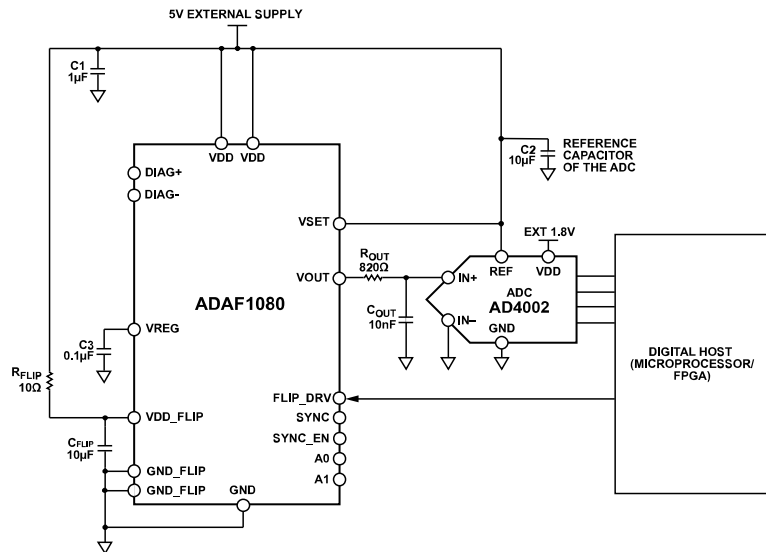 5V EXTERNAL SUPPLY
C1
1µF
VDD
VDD
DIAG+
DIAG-
C2
10µF
REFERENCE
CAPACITOR
OF THE ADC
VSET
EXT 1.8V
ROUT
820Ω
VOUT
IN+
REF
VDD
ADC
AD4002
ADAF1080
COUT
10nF
IN–
GND
VREG
C3
0.1µF
DIGITAL HOST
(MICROPROCESSOR/
FPGA)
RFLIP
10Ω
FLIP_DRV
VDD_FLIP
SYNC
CFLIP
10µF
SYNC_EN
A0
GND_FLIP
GND_FLIP
GND
A1